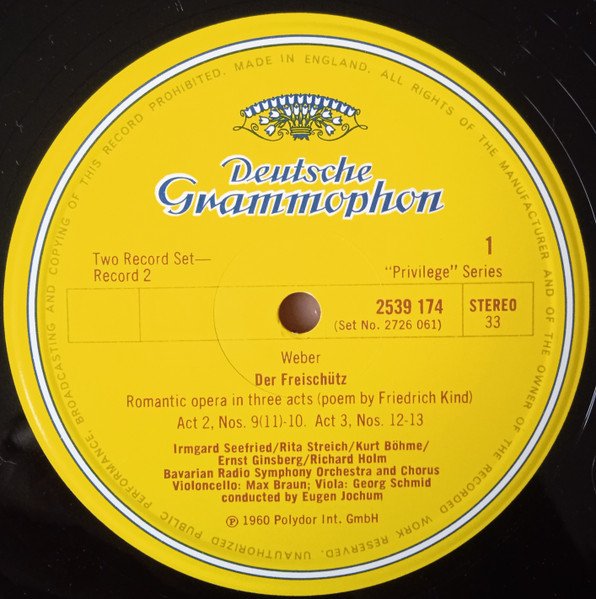 MADE IN ENGLAND. ALL RIGHTS OF THE MANUFACTURER AND OF THE OWNER OF THE RECORDED WORK RESERVED. UNAUTHORIZED PUBLIC PERFORMANCE, BROADCASTING AND COPYING OF THIS RECORD PROHIBITED.
Deutsche
Grammophon
Two Record Set—
Record 2
1
"Privilege" Series
2539 174
(Set No. 2726 061)
STEREO
33
Weber
Der Freischütz
Romantic opera in three acts (poem by Friedrich Kind)
Act 2, Nos. 9(11)-10. Act 3, Nos. 12-13
Irmgard Seefried/Rita Streich/Kurt Böhme/
Ernst Ginsberg/Richard Holm
Bavarian Radio Symphony Orchestra and Chorus
Violoncello: Max Braun; Viola: Georg Schmid
conducted by Eugen Jochum
℗ 1960 Polydor Int. GmbH